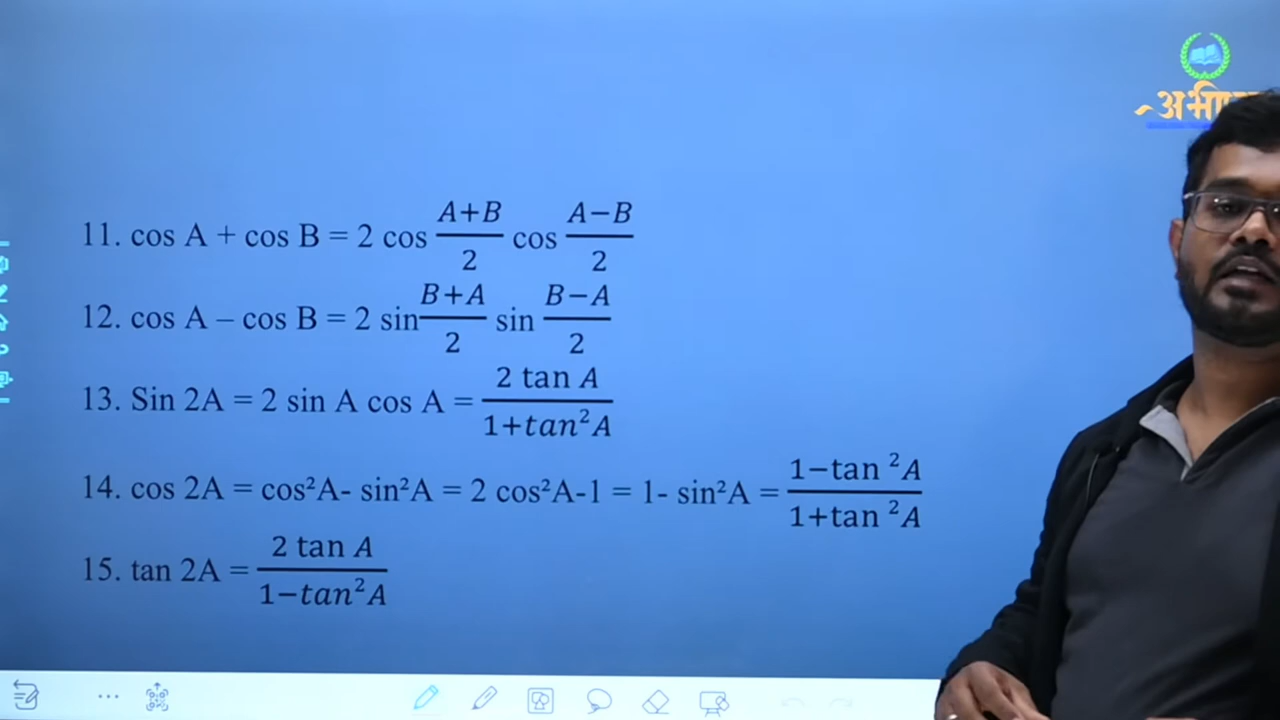 11. cos A + cos B = 2 cos (A+B)/2 cos (A−B)/2
12. cos A – cos B = 2 sin (B+A)/2 sin (B−A)/2
13. Sin 2A = 2 sin A cos A = (2 tan A)/(1+tan²A)
14. cos 2A = cos²A- sin²A = 2 cos²A-1 = 1- sin²A = (1−tan ²A)/(1+tan ²A)
15. tan 2A = (2 tan A)/(1−tan²A)